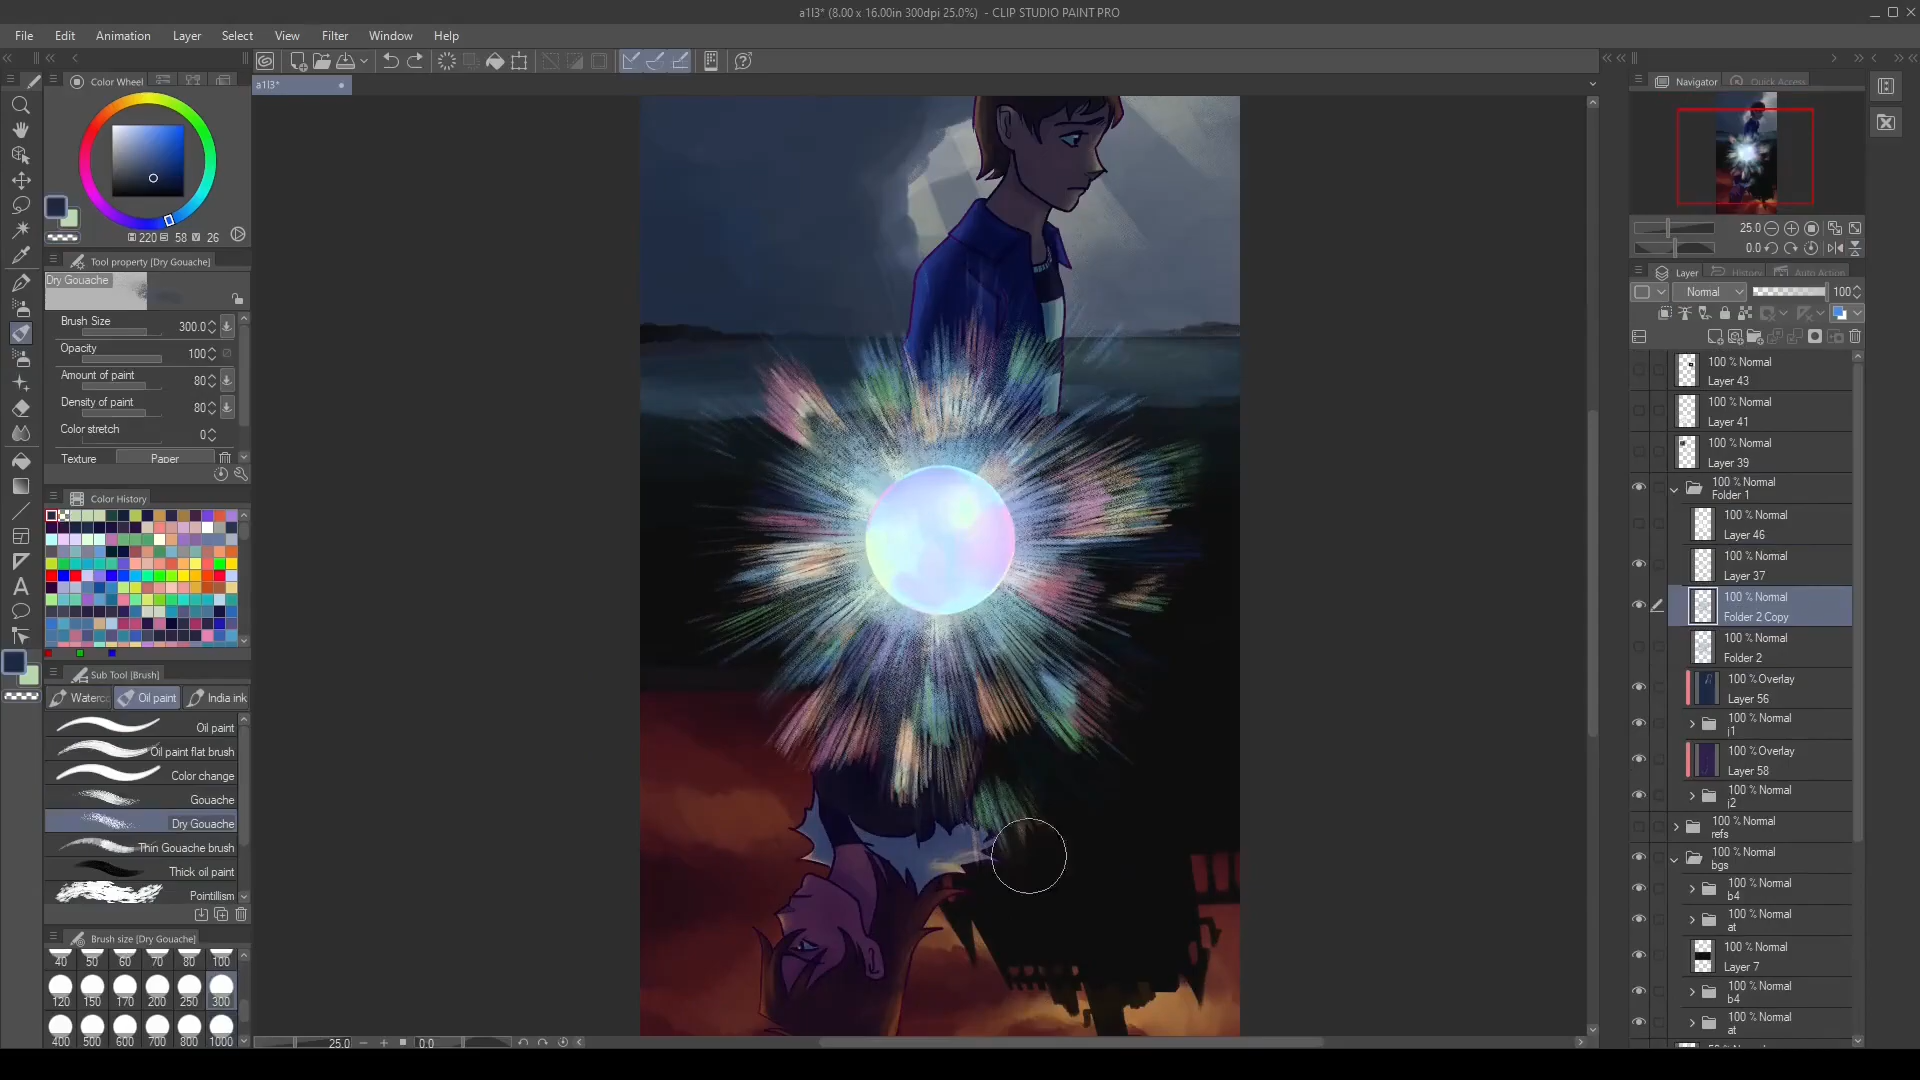 a1l3* (8.00 x 16.00in 300dpi 25.0%) - CLIP STUDIO PAINT PRO
File Edit Animation Layer Select View Filter Window Help
Color Wheel
a1l3*
Navigator Quick Access
220 58 26
25.0
0.0
Tool property [Dry Gouache]
Dry Gouache
Layer History Auto Action
Normal 100
Brush Size 300.0
Opacity 100
Amount of paint 80
Density of paint 80
Color stretch 0
Texture Paper
Color History
100 % Normal
Layer 43
100 % Normal
Layer 41
100 % Normal
Layer 39
100 % Normal
Folder 1
100 % Normal
Layer 46
100 % Normal
Layer 37
100 % Normal
Folder 2 Copy
100 % Normal
Folder 2
100 % Overlay
Layer 56
100 % Normal
j1
100 % Overlay
Layer 58
100 % Normal
j2
100 % Normal
refs
100 % Normal
bgs
100 % Normal
b4
100 % Normal
at
100 % Normal
Layer 7
100 % Normal
b4
100 % Normal
at
Sub Tool [Brush]
Waterc Oil paint India ink
Oil paint
Oil paint flat brush
Color change
Gouache
Dry Gouache
Thin Gouache brush
Thick oil paint
Pointillism
Brush size [Dry Gouache]
40 50 60 70 80 100
120 150 170 200 250 300
400 500 600 700 800 1000
25.0 0.0